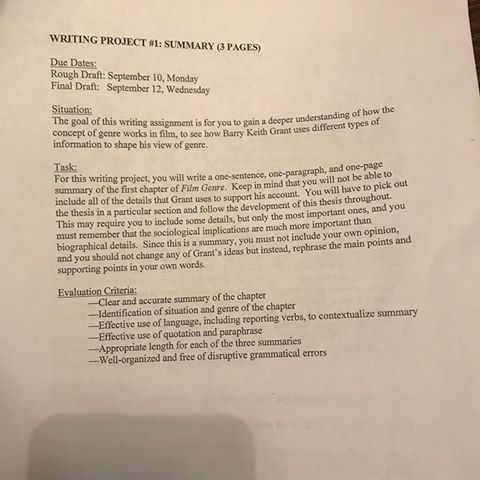 WRITING PROJECT #1: SUMMARY (3 PAGES)
Due Dates:
Rough Draft: September 10, Monday
Final Draft: September 12, Wednesday
Situation:
The goal of this writing assignment is for you to gain a deeper understanding of how the
concept of genre works in film, to see how Barry Keith Grant uses different types of
information to shape his view of genre.
Task:
For this writing project, you will write a one-sentence, one-paragraph, and one-page
summary of the first chapter of Film Genre. Keep in mind that you will not be able to
include all of the details that Grant uses to support his account. You will have to pick out
the thesis in a particular section and follow the development of this thesis throughout.
This may require you to include some details, but only the most important ones, and you
must remember that the sociological implications are much more important than
biographical details. Since this is a summary, you must not include your own opinion,
and you should not change any of Grant's ideas but instead, rephrase the main points and
supporting points in your own words.
Evaluation Criteria:
—Clear and accurate summary of the chapter
—Identification of situation and genre of the chapter
—Effective use of language, including reporting verbs, to contextualize summary
—Effective use of quotation and paraphrase
—Appropriate length for each of the three summaries
—Well-organized and free of disruptive grammatical errors